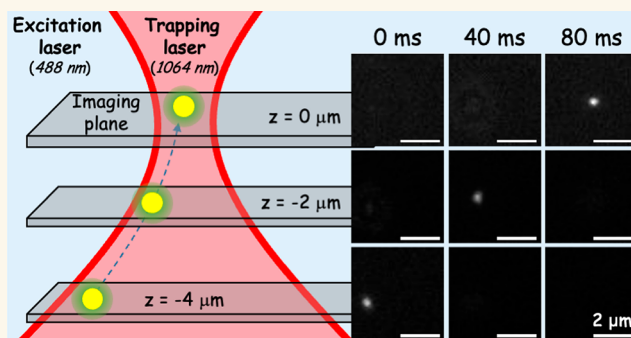 Excitation laser
(488 nm)
Trapping laser
(1064 nm)
0 ms
40 ms
80 ms
Imaging plane
z = 0 μm
z = -2 μm
z = -4 μm
2 μm